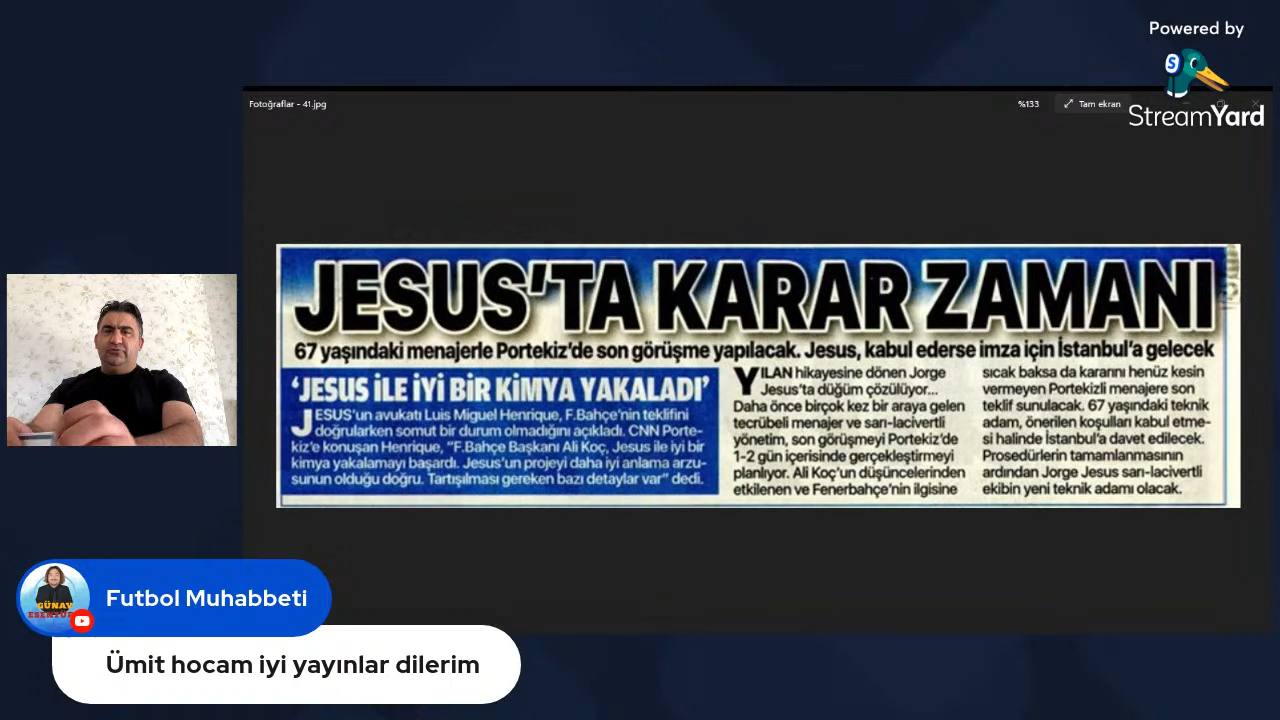 Powered by
StreamYard
Fotoğraflar - 41.jpg
%133
Tam ekran
JESUS'TA KARAR ZAMANI
67 yaşındaki menajerle Portekiz'de son görüşme yapılacak. Jesus, kabul ederse imza için İstanbul'a gelecek
'JESUS İLE İYİ BİR KİMYA YAKALADI'
JESUS'un avukatı Luis Miguel Henrique, F.Bahçe'nin teklifini
doğrularken somut bir durum olmadığını açıkladı. CNN Porte-
kiz'e konuşan Henrique, "F.Bahçe Başkanı Ali Koç, Jesus ile iyi bir
kimya yakalamayı başardı. Jesus'un projeyi daha iyi anlama arzu-
sunun olduğu doğru. Tartışılması gereken bazı detaylar var" dedi.
YILAN hikayesine dönen Jorge
Jesus'ta düğüm çözülüyor...
Daha önce birçok kez bir araya gelen
tecrübeli menajer ve sarı-lacivertli
yönetim, son görüşmeyi Portekiz'de
1-2 gün içerisinde gerçekleştirmeyi
planlıyor. Ali Koç'un düşüncelerinden
etkilenen ve Fenerbahçe'nin ilgisine
sıcak baksa da kararını henüz kesin
vermeyen Portekizli menajere son
teklif sunulacak. 67 yaşındaki teknik
adam, önerilen koşulları kabul etme-
si halinde İstanbul'a davet edilecek.
Prosedürlerin tamamlanmasının
ardından Jorge Jesus sarı-lacivertli
ekibin yeni teknik adamı olacak.
GÜNAY
ESENTÜRK
Futbol Muhabbeti
Ümit hocam iyi yayınlar dilerim